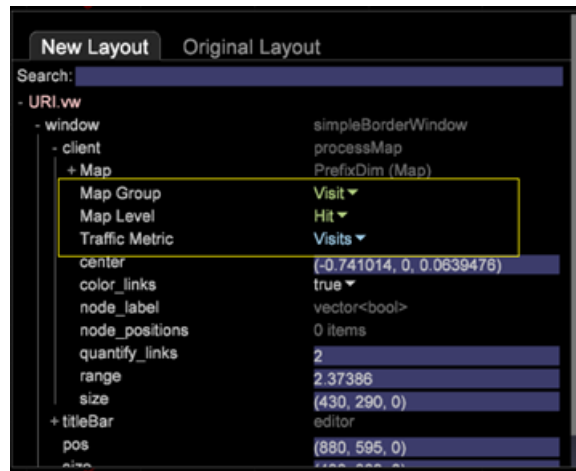 New Layout Original Layout
Search:
- URI.vw
- window simpleBorderWindow
- client processMap
+ Map PrefixDim (Map)
Map Group Visit
Map Level Hit
Traffic Metric Visits
center (-0.741014, 0, 0.0639476)
color_links true
node_label vector<bool>
node_positions 0 items
quantify_links 2
range 2.37386
size (430, 290, 0)
+ titleBar editor
pos (880, 595, 0)
size